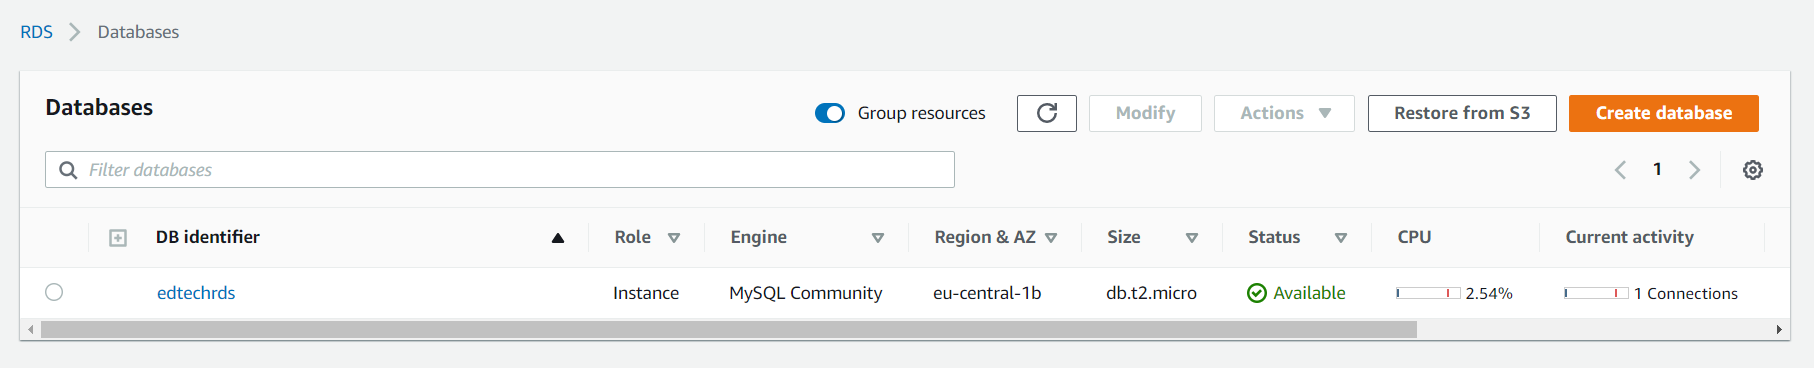 RDS > Databases
Databases
Group resources
Modify
Actions
Restore from S3
Create database
Filter databases
1
DB identifier Role Engine Region & AZ Size Status CPU Current activity
edtechrds Instance MySQL Community eu-central-1b db.t2.micro Available 2.54% 1 Connections